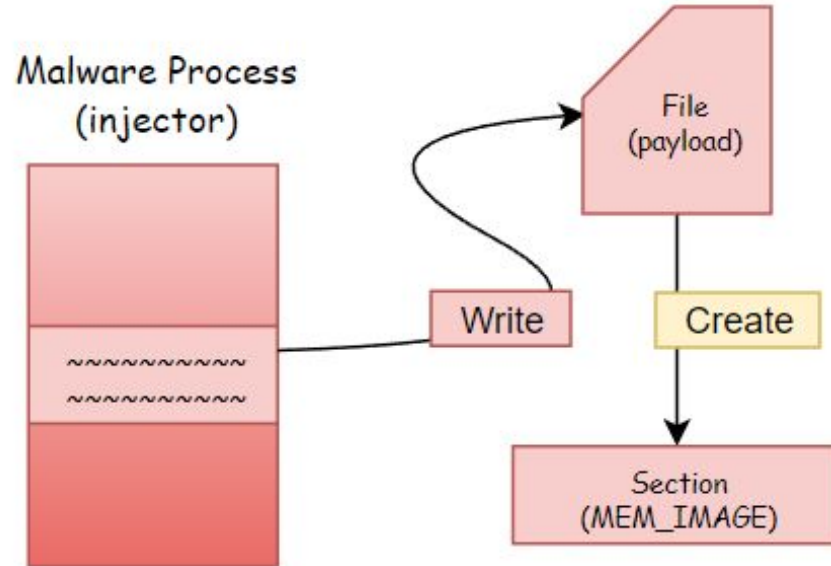 Malware Process
(injector)
~~~~~~~~~~
~~~~~~~~~~
Write
File
(payload)
Create
Section
(MEM_IMAGE)